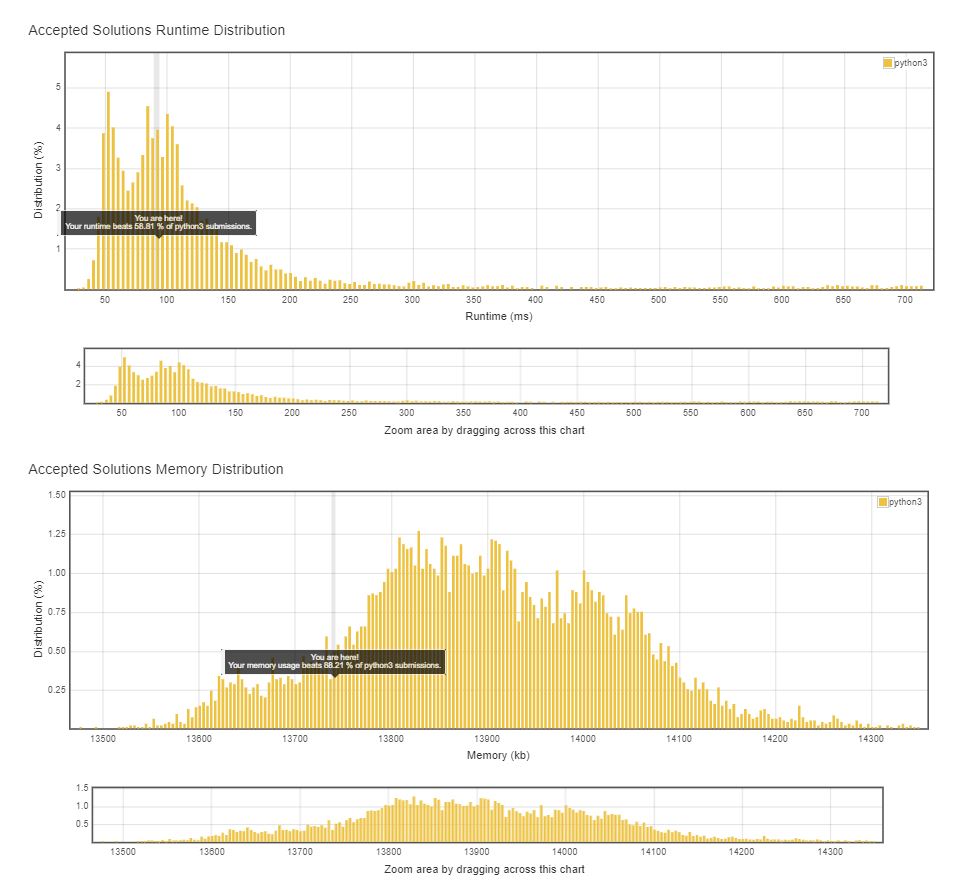 Accepted Solutions Runtime Distribution
python3
5
4
3
2
1
Distribution (%)
You are here!
Your runtime beats 58.81 % of python3 submissions.
50 100 150 200 250 300 350 400 450 500 550 600 650 700
Runtime (ms)
4
2
50 100 150 200 250 300 350 400 450 500 550 600 650 700
Zoom area by dragging across this chart
Accepted Solutions Memory Distribution
python3
1.50
1.25
1.00
0.75
0.50
0.25
Distribution (%)
You are here!
Your memory usage beats 88.21 % of python3 submissions.
13500 13600 13700 13800 13900 14000 14100 14200 14300
Memory (kb)
1.5
1.0
0.5
13500 13600 13700 13800 13900 14000 14100 14200 14300
Zoom area by dragging across this chart